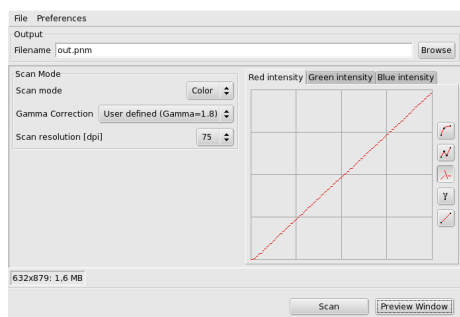 File Preferences
Output
Filename out.pnm Browse
Scan Mode
Scan mode Color
Gamma Correction User defined (Gamma=1.8)
Scan resolution [dpi] 75
Red intensity Green intensity Blue intensity
γ
632x879: 1,6 MB
Scan Preview Window